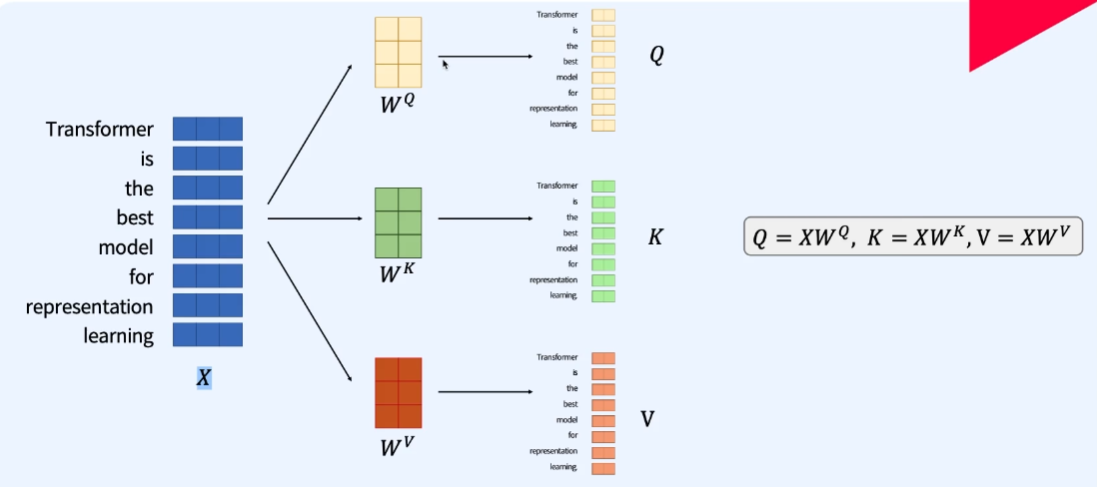 Transformer
is
the
best
model
for
representation
learning
X
W^Q
W^K
W^V
Transformer
is
the
best
model
for
representation
learning
Q
Transformer
is
the
best
model
for
representation
learning
K
Transformer
is
the
best
model
for
representation
learning
V
Q = XW^Q, K = XW^K, V = XW^V